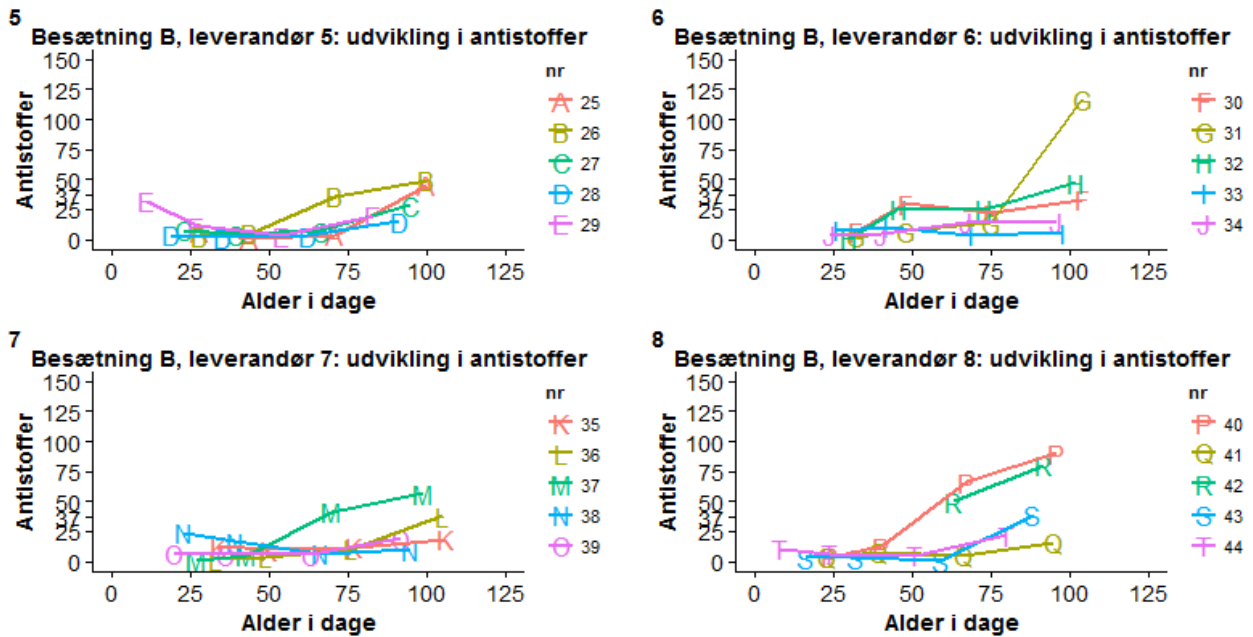 5
Besætning B, leverandør 5: udvikling i antistoffer
Antistoffer
150
125
100
75
50
37
25
0
0 25 50 75 100 125
Alder i dage
nr
A 25
B 26
C 27
D 28
E 29
6
Besætning B, leverandør 6: udvikling i antistoffer
Antistoffer
150
125
100
75
50
37
25
0
0 25 50 75 100 125
Alder i dage
nr
F 30
G 31
H 32
I 33
J 34
7
Besætning B, leverandør 7: udvikling i antistoffer
Antistoffer
150
125
100
75
50
37
25
0
0 25 50 75 100 125
Alder i dage
nr
K 35
L 36
M 37
N 38
O 39
8
Besætning B, leverandør 8: udvikling i antistoffer
Antistoffer
150
125
100
75
50
37
25
0
0 25 50 75 100 125
Alder i dage
nr
P 40
Q 41
R 42
S 43
T 44